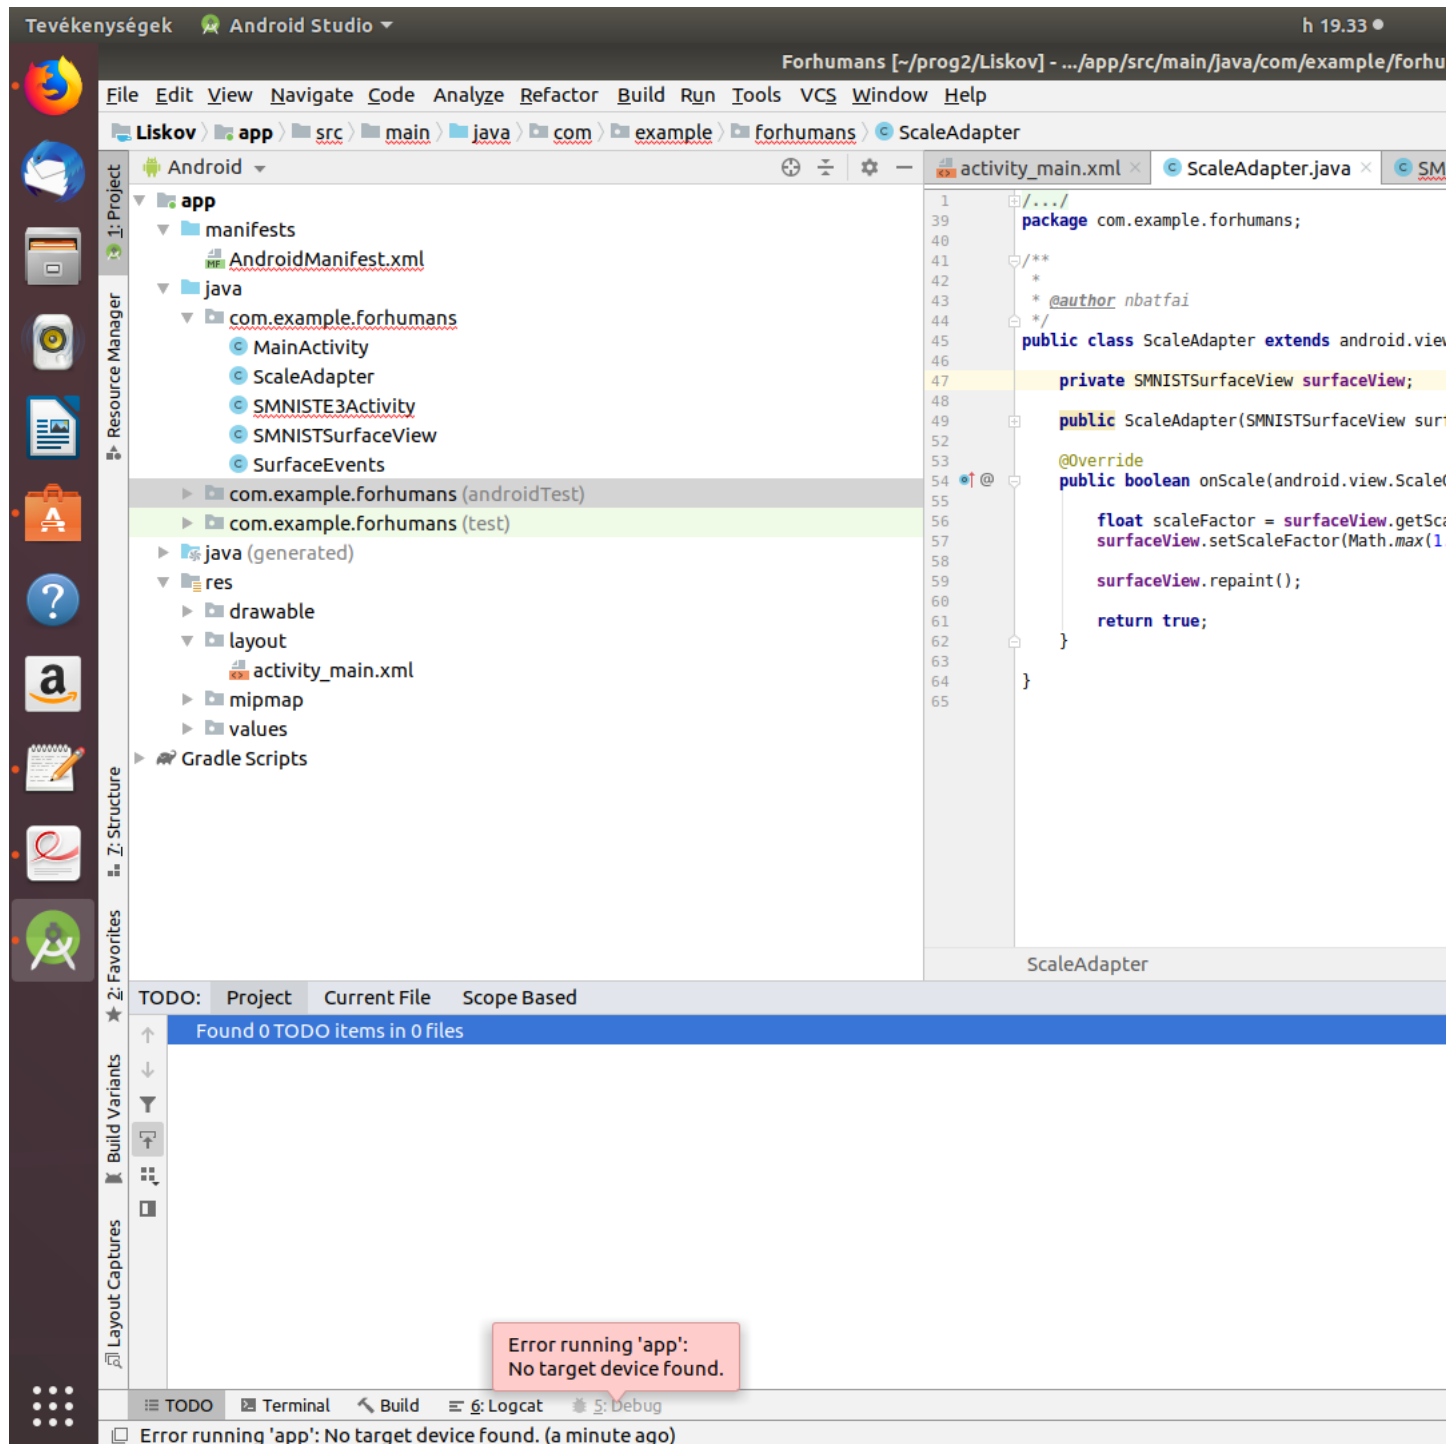 Tevékenységek Android Studio h 19.33
Forhumans [~/prog2/Liskov] - .../app/src/main/java/com/example/forhu
File Edit View Navigate Code Analyze Refactor Build Run Tools VCS Window Help
Liskov app src main java com example forhumans ScaleAdapter
Android
activity_main.xml ScaleAdapter.java SM
1: Project
Resource Manager
7: Structure
2: Favorites
Build Variants
Layout Captures
app
manifests
AndroidManifest.xml
java
com.example.forhumans
MainActivity
ScaleAdapter
SMNISTE3Activity
SMNISTSurfaceView
SurfaceEvents
com.example.forhumans (androidTest)
com.example.forhumans (test)
java (generated)
res
drawable
layout
activity_main.xml
mipmap
values
Gradle Scripts
1 /.../
39 package com.example.forhumans;
40
41 /**
42 *
43 * @author nbatfai
44 */
45 public class ScaleAdapter extends android.view
46
47 private SMNISTSurfaceView surfaceView;
48
49 public ScaleAdapter(SMNISTSurfaceView surf
52
53 @Override
54 @ public boolean onScale(android.view.ScaleG
55
56 float scaleFactor = surfaceView.getSca
57 surfaceView.setScaleFactor(Math.max(1.
58
59 surfaceView.repaint();
60
61 return true;
62 }
63
64 }
65
ScaleAdapter
TODO: Project Current File Scope Based
Found 0 TODO items in 0 files
Error running 'app':
No target device found.
TODO Terminal Build 6: Logcat 5: Debug
Error running 'app': No target device found. (a minute ago)